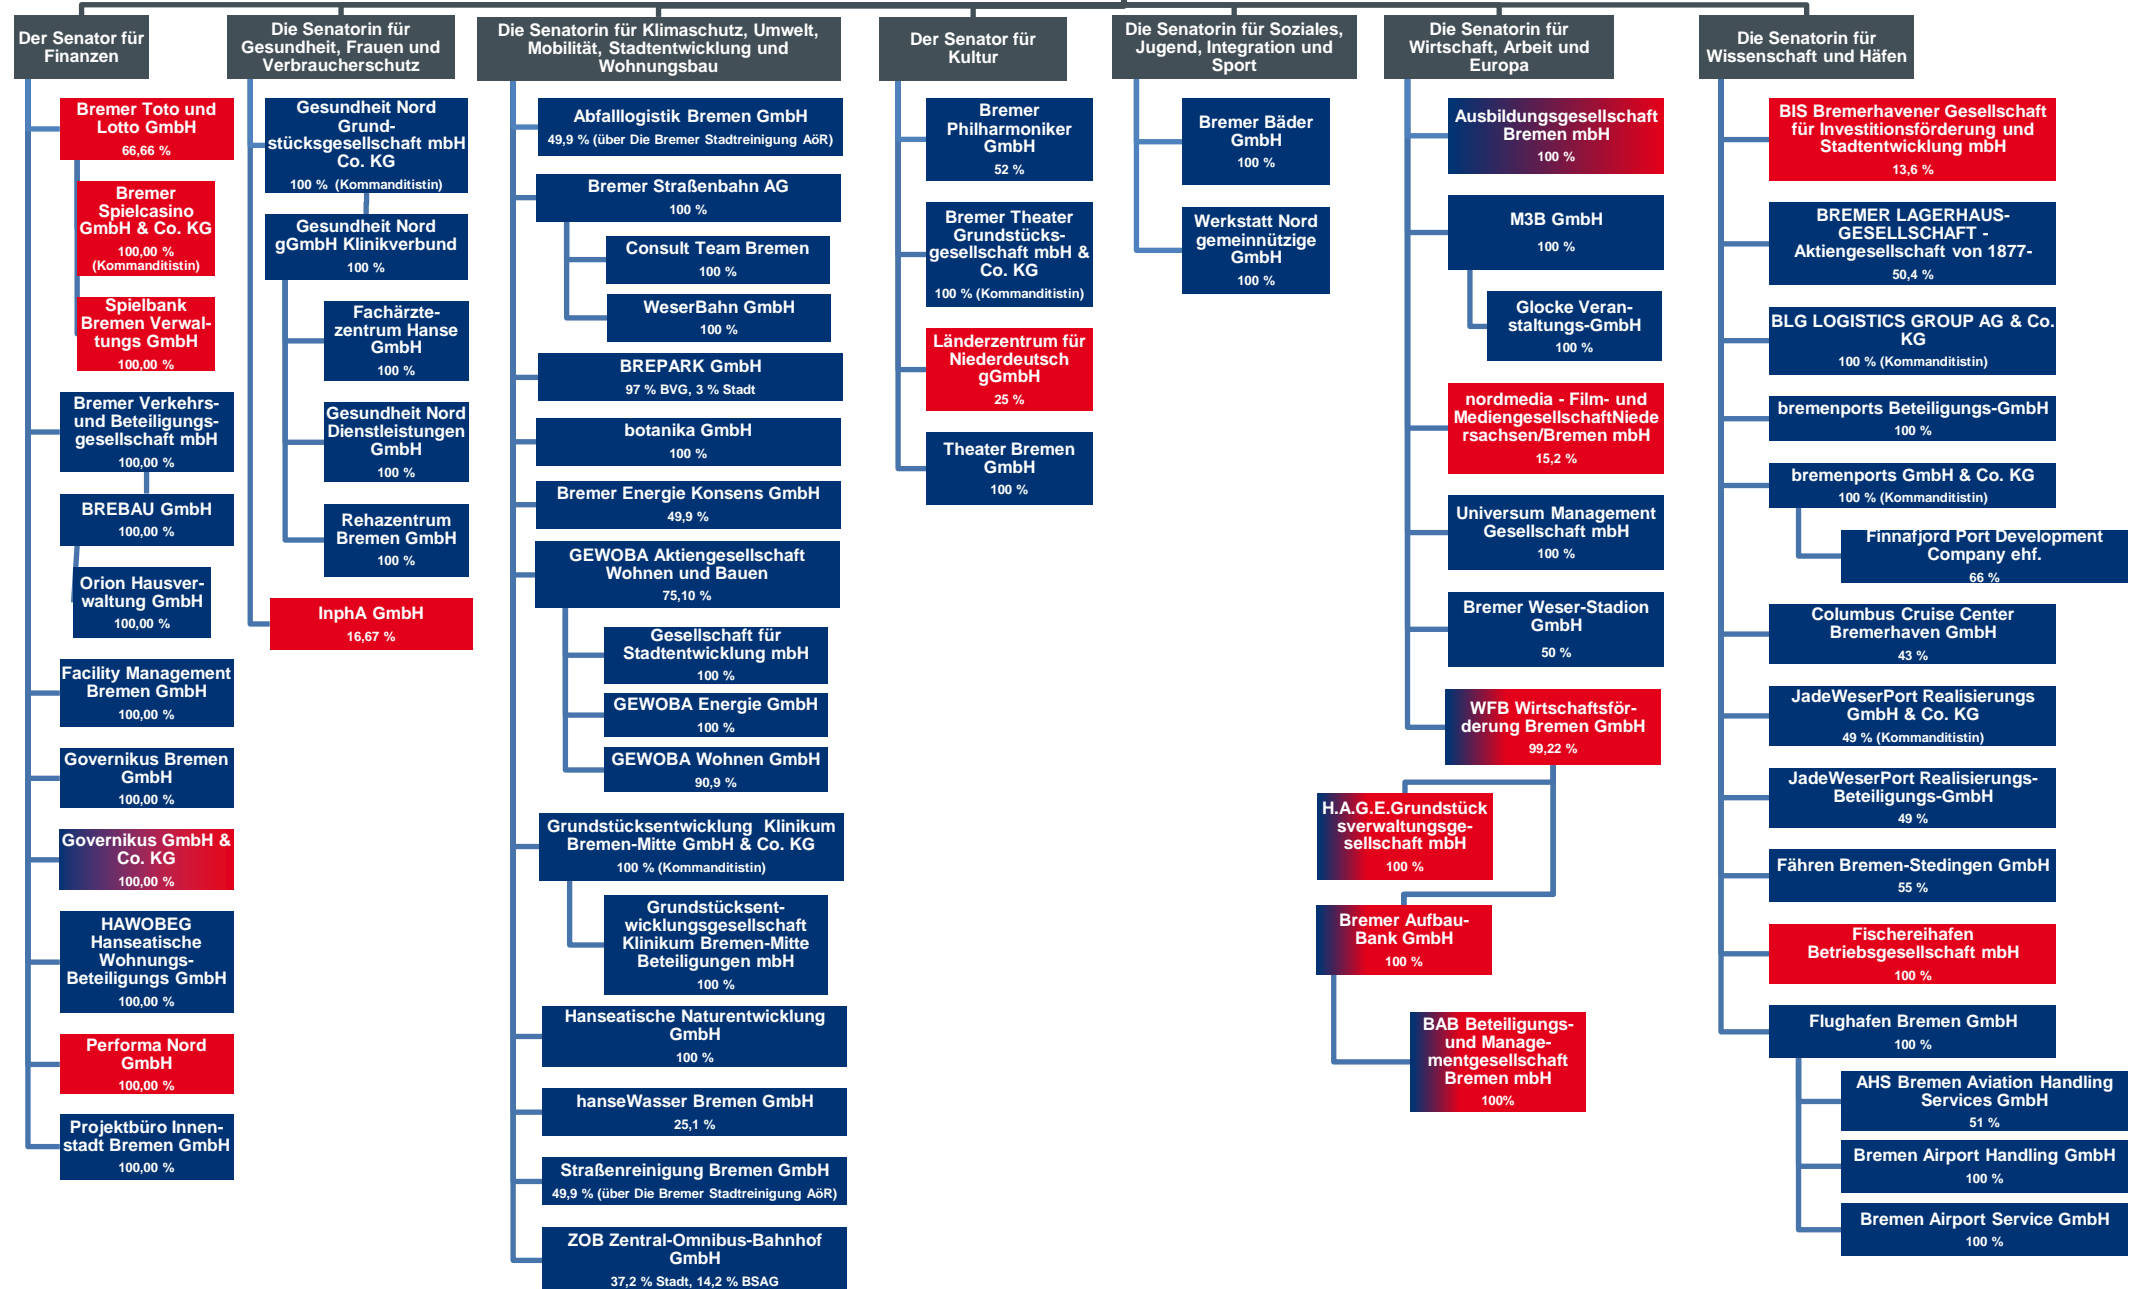 Der Senator für
Finanzen
Bremer Toto und
Lotto GmbH
66,66 %
Bremer
Spielcasino
GmbH & Co. KG
100,00 %
(Kommanditistin)
Spielbank
Bremen Verwal-
tungs GmbH
100,00 %
Bremer Verkehrs-
und Beteiligungs-
gesellschaft mbH
100,00 %
BREBAU GmbH
100,00 %
Orion Hausver-
waltung GmbH
100,00 %
Facility Management
Bremen GmbH
100,00 %
Governikus Bremen
GmbH
100,00 %
Governikus GmbH &
Co. KG
100,00 %
HAWOBEG
Hanseatische
Wohnungs-
Beteiligungs GmbH
100,00 %
Performa Nord
GmbH
100,00 %
Projektbüro Innen-
stadt Bremen GmbH
100,00 %
Die Senatorin für
Gesundheit, Frauen und
Verbraucherschutz
Gesundheit Nord
Grund-
stücksgesellschaft mbH
Co. KG
100 % (Kommanditistin)
Gesundheit Nord
gGmbH Klinikverbund
100 %
Fachärzte-
zentrum Hanse
GmbH
100 %
Gesundheit Nord
Dienstleistungen
GmbH
100 %
Rehazentrum
Bremen GmbH
100 %
InphA GmbH
16,67 %
Die Senatorin für Klimaschutz, Umwelt,
Mobilität, Stadtentwicklung und
Wohnungsbau
Abfalllogistik Bremen GmbH
49,9 % (über Die Bremer Stadtreinigung AöR)
Bremer Straßenbahn AG
100 %
Consult Team Bremen
100 %
WeserBahn GmbH
100 %
BREPARK GmbH
97 % BVG, 3 % Stadt
botanika GmbH
100 %
Bremer Energie Konsens GmbH
49,9 %
GEWOBA Aktiengesellschaft
Wohnen und Bauen
75,10 %
Gesellschaft für
Stadtentwicklung mbH
100 %
GEWOBA Energie GmbH
100 %
GEWOBA Wohnen GmbH
90,9 %
Grundstücksentwicklung Klinikum
Bremen-Mitte GmbH & Co. KG
100 % (Kommanditistin)
Grundstücksent-
wicklungsgesellschaft
Klinikum Bremen-Mitte
Beteiligungen mbH
100 %
Hanseatische Naturentwicklung
GmbH
100 %
hanseWasser Bremen GmbH
25,1 %
Straßenreinigung Bremen GmbH
49,9 % (über Die Bremer Stadtreinigung AöR)
ZOB Zentral-Omnibus-Bahnhof
GmbH
37,2 % Stadt, 14,2 % BSAG
Der Senator für
Kultur
Bremer
Philharmoniker
GmbH
52 %
Bremer Theater
Grundstücks-
gesellschaft mbH &
Co. KG
100 % (Kommanditistin)
Länderzentrum für
Niederdeutsch
gGmbH
25 %
Theater Bremen
GmbH
100 %
Die Senatorin für Soziales,
Jugend, Integration und
Sport
Bremer Bäder
GmbH
100 %
Werkstatt Nord
gemeinnützige
GmbH
100 %
Die Senatorin für
Wirtschaft, Arbeit und
Europa
Ausbildungsgesellschaft
Bremen mbH
100 %
M3B GmbH
100 %
Glocke Veran-
staltungs-GmbH
100 %
nordmedia - Film- und
MediengesellschaftNiede
rsachsen/Bremen mbH
15,2 %
Universum Management
Gesellschaft mbH
100 %
Bremer Weser-Stadion
GmbH
50 %
WFB Wirtschaftsför-
derung Bremen GmbH
99,22 %
H.A.G.E.Grundstück
sverwaltungsge-
sellschaft mbH
100 %
Bremer Aufbau-
Bank GmbH
100 %
BAB Beteiligungs-
und Manage-
mentgesellschaft
Bremen mbH
100%
Die Senatorin für
Wissenschaft und Häfen
BIS Bremerhavener Gesellschaft
für Investitionsförderung und
Stadtentwicklung mbH
13,6 %
BREMER LAGERHAUS-
GESELLSCHAFT -
Aktiengesellschaft von 1877-
50,4 %
BLG LOGISTICS GROUP AG & Co.
KG
100 % (Kommanditistin)
bremenports Beteiligungs-GmbH
100 %
bremenports GmbH & Co. KG
100 % (Kommanditistin)
Finnafjord Port Development
Company ehf.
66 %
Columbus Cruise Center
Bremerhaven GmbH
43 %
JadeWeserPort Realisierungs
GmbH & Co. KG
49 % (Kommanditistin)
JadeWeserPort Realisierungs-
Beteiligungs-GmbH
49 %
Fähren Bremen-Stedingen GmbH
55 %
Fischereihafen
Betriebsgesellschaft mbH
100 %
Flughafen Bremen GmbH
100 %
AHS Bremen Aviation Handling
Services GmbH
51 %
Bremen Airport Handling GmbH
100 %
Bremen Airport Service GmbH
100 %